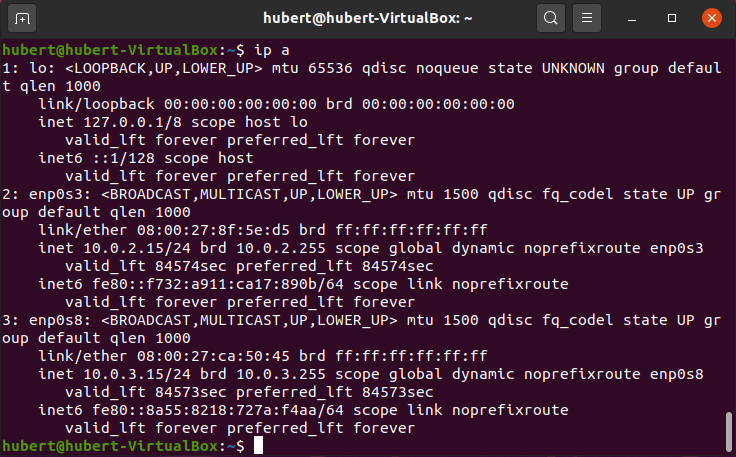 hubert@hubert-VirtualBox: ~
hubert@hubert-VirtualBox:~$ ip a
1: lo: <LOOPBACK,UP,LOWER_UP> mtu 65536 qdisc noqueue state UNKNOWN group defaul
t qlen 1000
    link/loopback 00:00:00:00:00:00 brd 00:00:00:00:00:00
    inet 127.0.0.1/8 scope host lo
       valid_lft forever preferred_lft forever
    inet6 ::1/128 scope host
       valid_lft forever preferred_lft forever
2: enp0s3: <BROADCAST,MULTICAST,UP,LOWER_UP> mtu 1500 qdisc fq_codel state UP gr
oup default qlen 1000
    link/ether 08:00:27:8f:5e:d5 brd ff:ff:ff:ff:ff:ff
    inet 10.0.2.15/24 brd 10.0.2.255 scope global dynamic noprefixroute enp0s3
       valid_lft 84574sec preferred_lft 84574sec
    inet6 fe80::f732:a911:ca17:890b/64 scope link noprefixroute
       valid_lft forever preferred_lft forever
3: enp0s8: <BROADCAST,MULTICAST,UP,LOWER_UP> mtu 1500 qdisc fq_codel state UP gr
oup default qlen 1000
    link/ether 08:00:27:ca:50:45 brd ff:ff:ff:ff:ff:ff
    inet 10.0.3.15/24 brd 10.0.3.255 scope global dynamic noprefixroute enp0s8
       valid_lft 84573sec preferred_lft 84573sec
    inet6 fe80::8a55:8218:727a:f4aa/64 scope link noprefixroute
       valid_lft forever preferred_lft forever
hubert@hubert-VirtualBox:~$